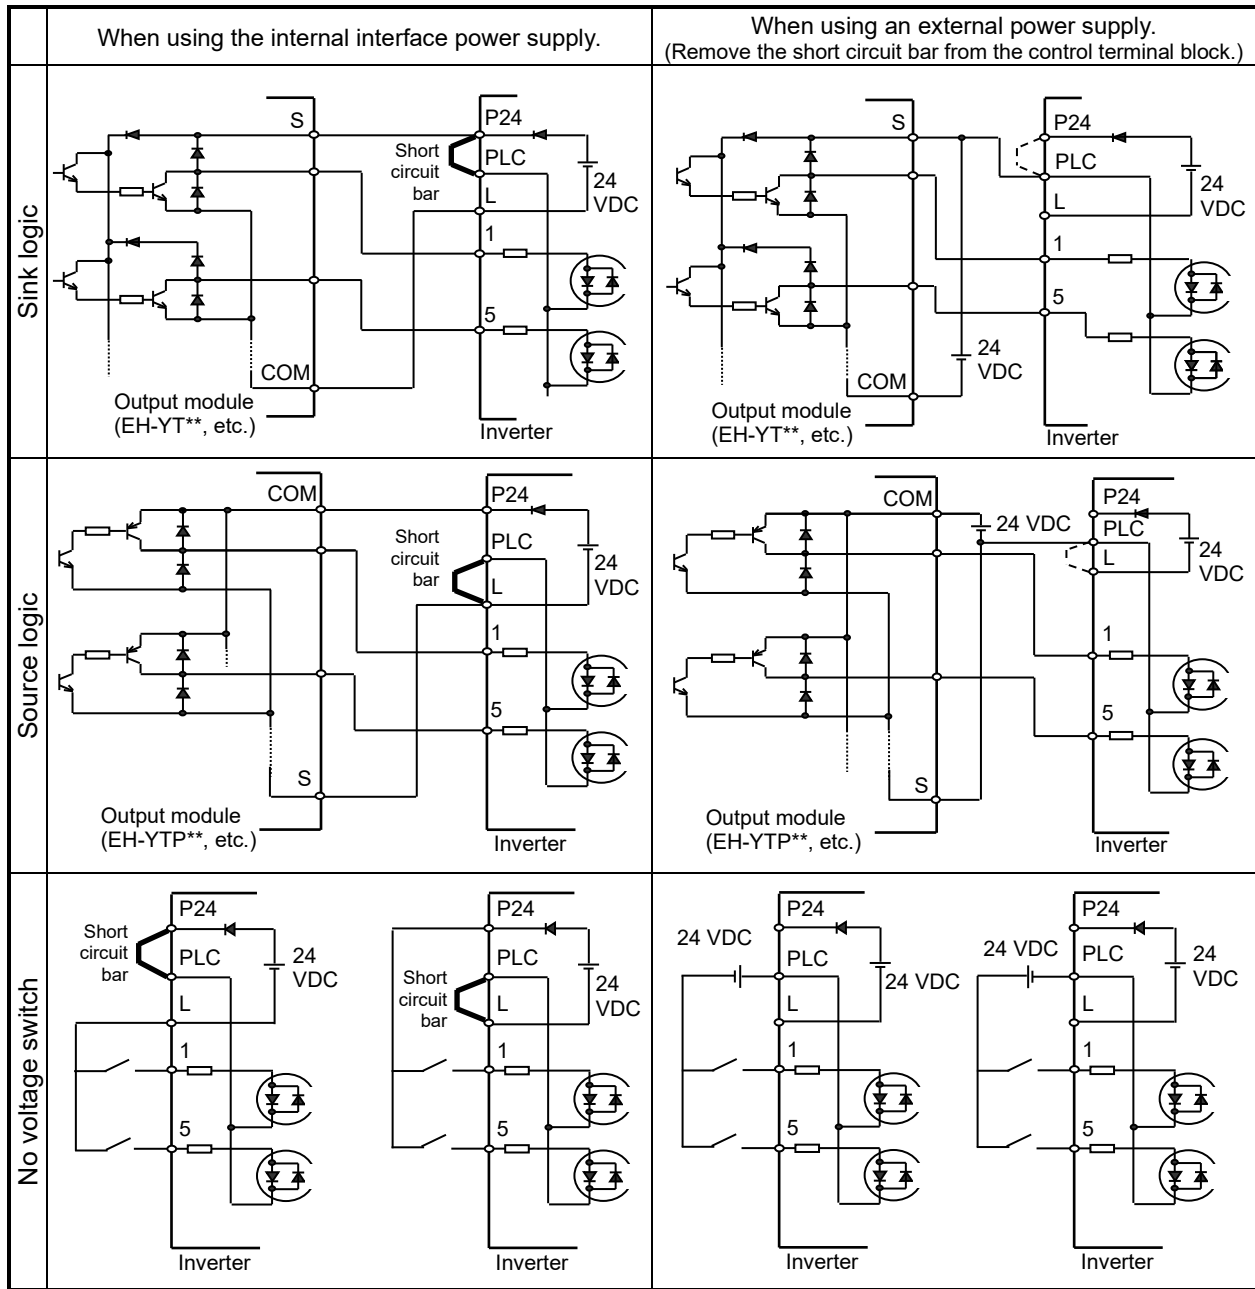 When using the internal interface power supply.
When using an external power supply.
(Remove the short circuit bar from the control terminal block.)
Sink logic
S
P24
Short
circuit
bar
PLC
L
24
VDC
1
5
COM
Output module
(EH-YT**, etc.)
Inverter
S
P24
PLC
L
24
VDC
1
5
24
VDC
COM
Output module
(EH-YT**, etc.)
Inverter
Source logic
COM
P24
Short
circuit
bar
PLC
L
24
VDC
1
5
S
Output module
(EH-YTP**, etc.)
Inverter
COM
P24
24 VDC
PLC
L
24
VDC
1
5
S
Output module
(EH-YTP**, etc.)
Inverter
No voltage switch
P24
Short
circuit
bar
PLC
24
VDC
L
1
5
Inverter
P24
PLC
Short
circuit
bar
24
VDC
L
1
5
Inverter
P24
24 VDC
PLC
24 VDC
L
1
5
Inverter
P24
24 VDC
PLC
24
VDC
L
1
5
Inverter